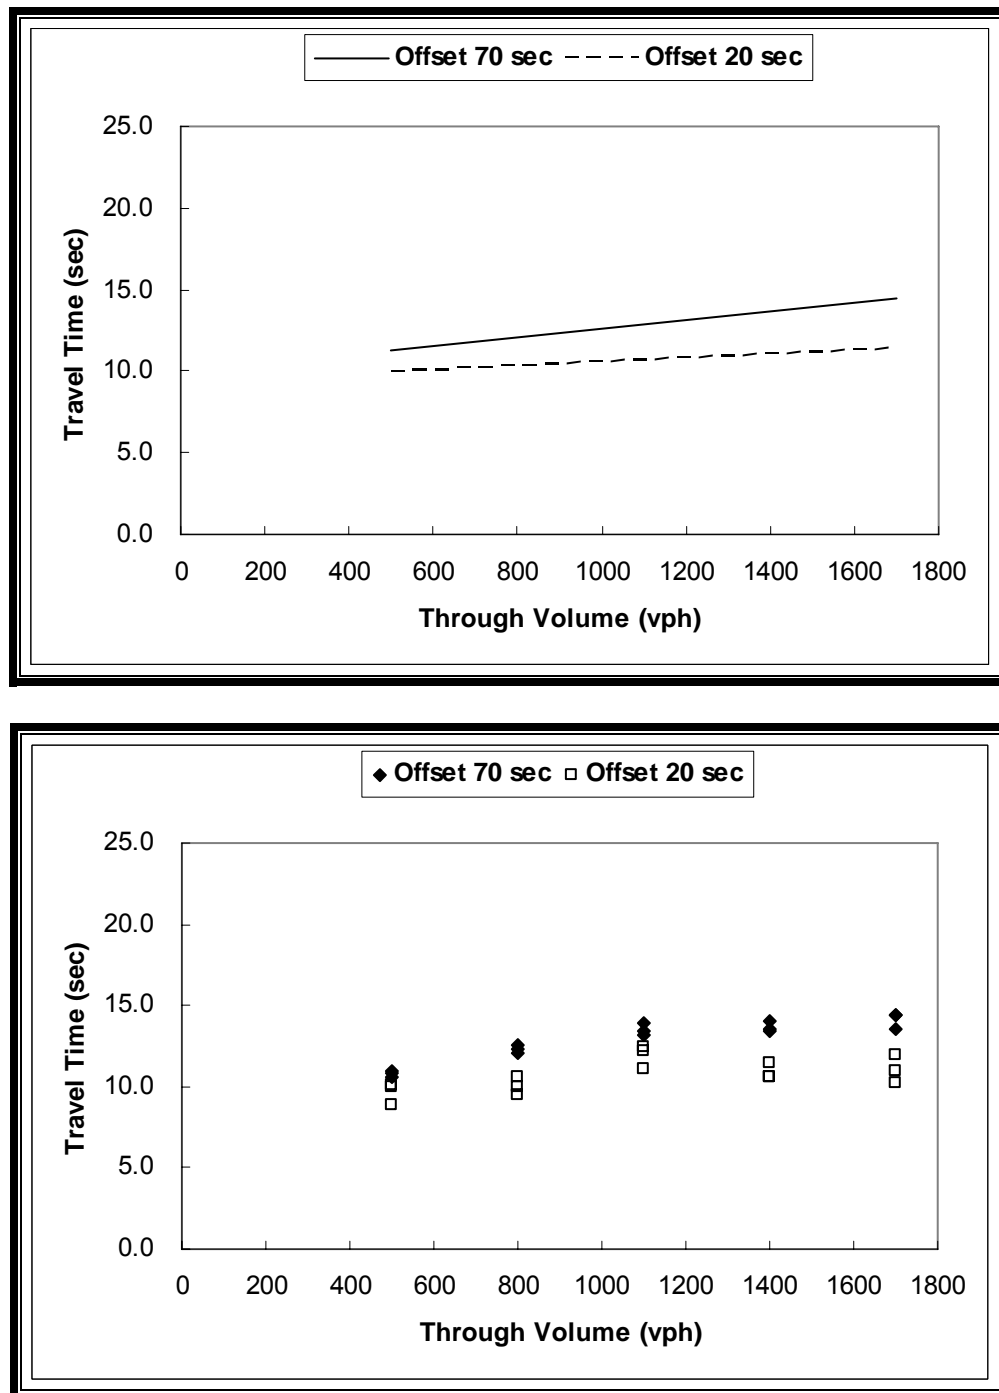 Offset 70 sec Offset 20 sec
25.0
20.0
15.0
10.0
5.0
0.0
Travel Time (sec)
0 200 400 600 800 1000 1200 1400 1600 1800
Through Volume (vph)
Offset 70 sec Offset 20 sec
25.0
20.0
15.0
10.0
5.0
0.0
Travel Time (sec)
0 200 400 600 800 1000 1200 1400 1600 1800
Through Volume (vph)